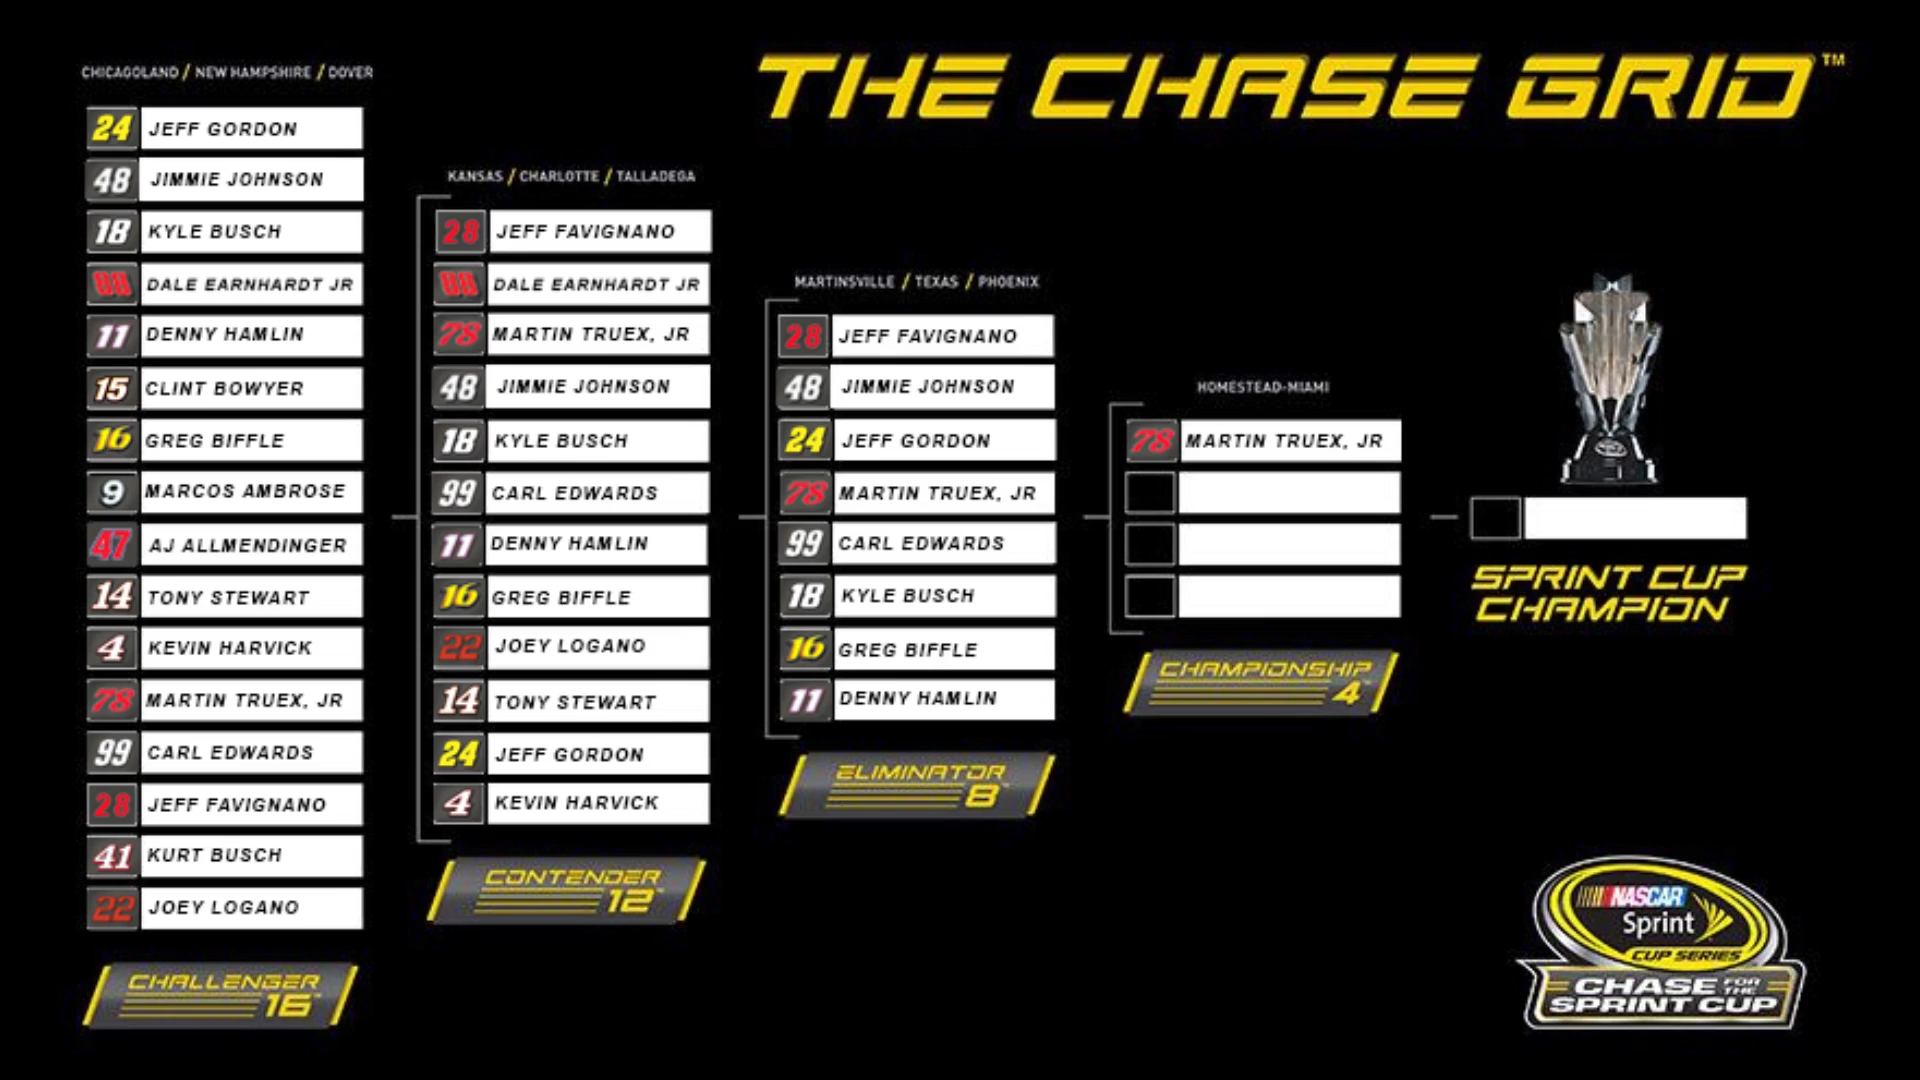 THE CHASE GRID™
CHICAGOLAND / NEW HAMPSHIRE / DOVER
24 JEFF GORDON
48 JIMMIE JOHNSON
18 KYLE BUSCH
88 DALE EARNHARDT JR
11 DENNY HAMLIN
15 CLINT BOWYER
16 GREG BIFFLE
9 MARCOS AMBROSE
47 AJ ALLMENDINGER
14 TONY STEWART
4 KEVIN HARVICK
78 MARTIN TRUEX, JR
99 CARL EDWARDS
28 JEFF FAVIGNANO
41 KURT BUSCH
22 JOEY LOGANO
CHALLENGER
16™
KANSAS / CHARLOTTE / TALLADEGA
28 JEFF FAVIGNANO
88 DALE EARNHARDT JR
78 MARTIN TRUEX, JR
48 JIMMIE JOHNSON
18 KYLE BUSCH
99 CARL EDWARDS
11 DENNY HAMLIN
16 GREG BIFFLE
22 JOEY LOGANO
14 TONY STEWART
24 JEFF GORDON
4 KEVIN HARVICK
CONTENDER
12™
MARTINSVILLE / TEXAS / PHOENIX
28 JEFF FAVIGNANO
48 JIMMIE JOHNSON
24 JEFF GORDON
78 MARTIN TRUEX, JR
99 CARL EDWARDS
18 KYLE BUSCH
16 GREG BIFFLE
11 DENNY HAMLIN
ELIMINATOR
8™
HOMESTEAD-MIAMI
78 MARTIN TRUEX, JR
CHAMPIONSHIP
4™
SPRINT CUP
CHAMPION
NASCAR
Sprint
CUP SERIES
CHASE FOR THE
SPRINT CUP